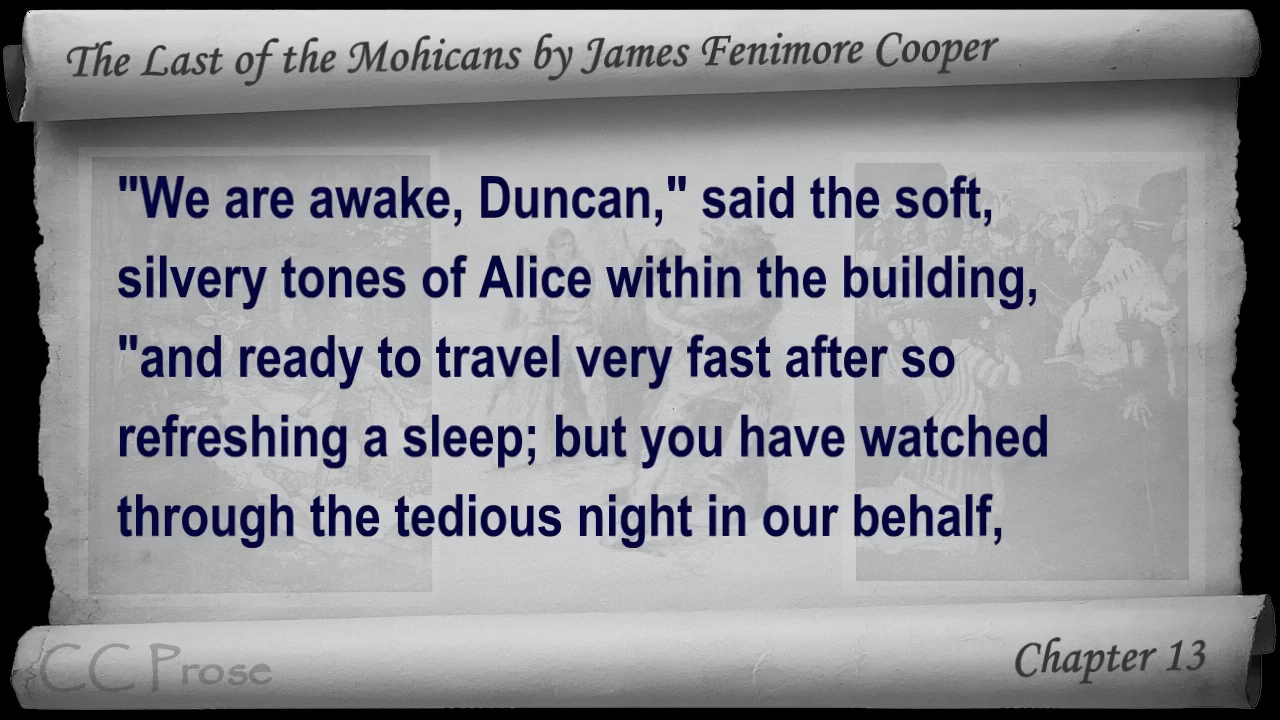 The Last of the Mohicans by James Fenimore Cooper
"We are awake, Duncan," said the soft,
silvery tones of Alice within the building,
"and ready to travel very fast after so
refreshing a sleep; but you have watched
through the tedious night in our behalf,
CC Prose
Chapter 13